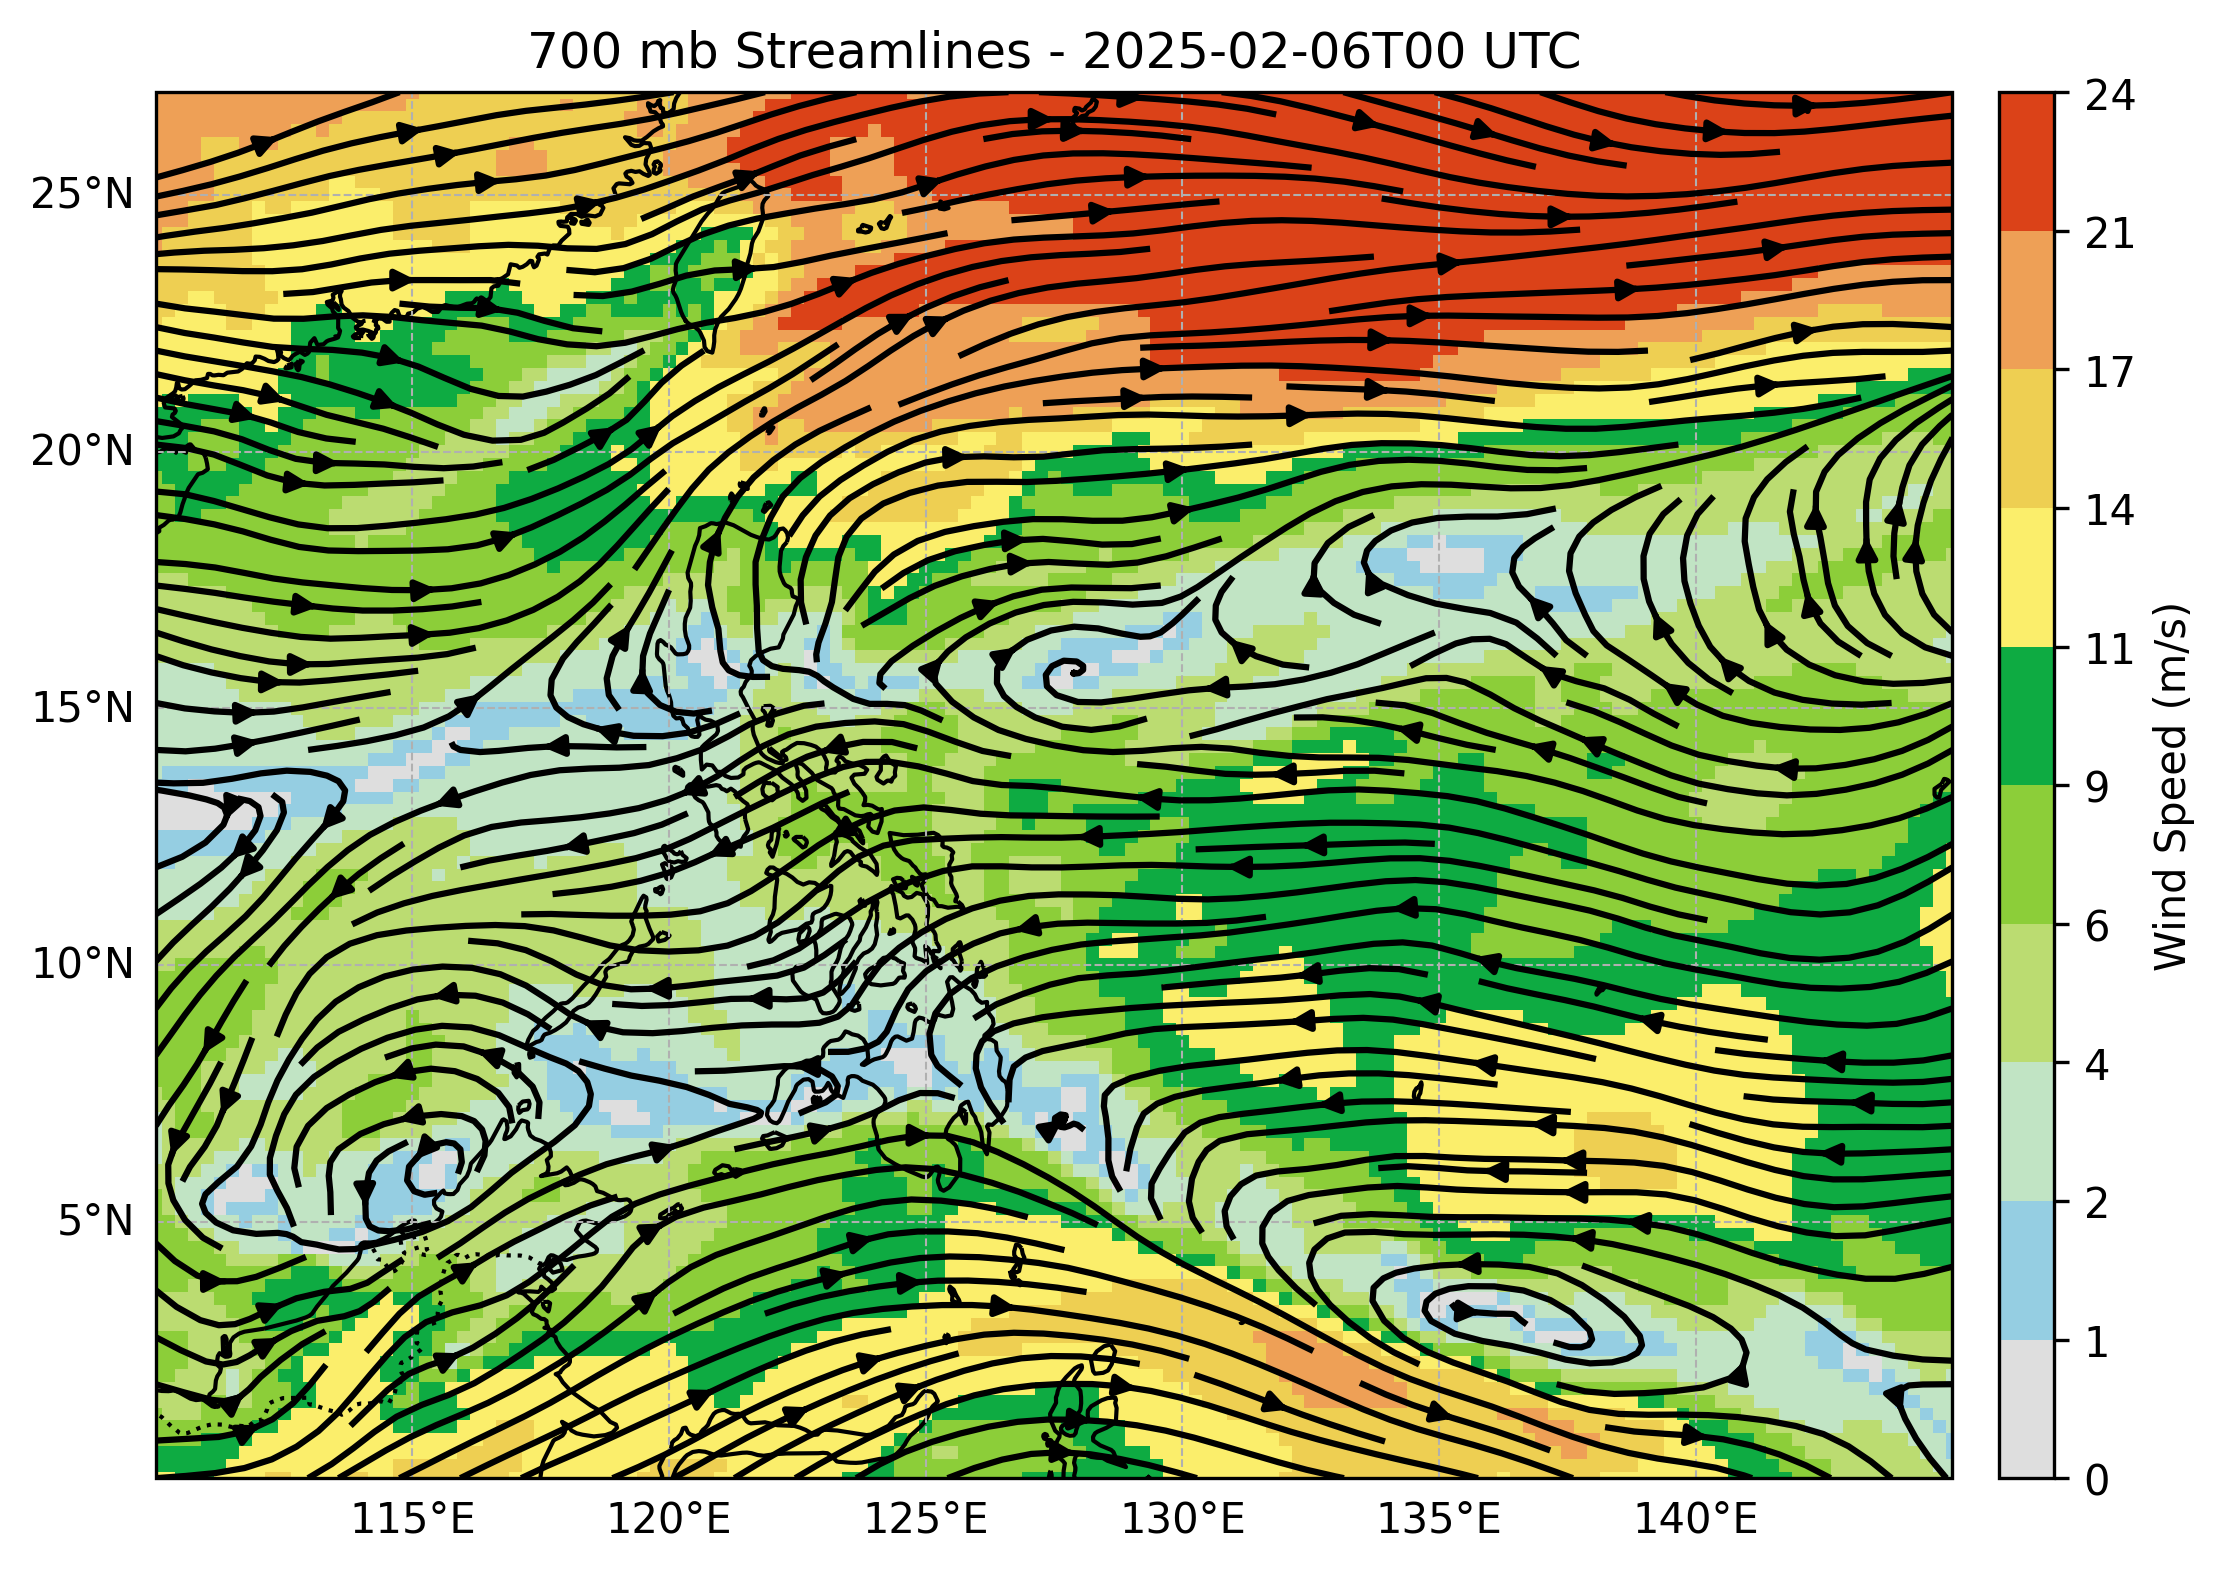 700 mb Streamlines - 2025-02-06T00 UTC
25°N
20°N
15°N
10°N
5°N
115°E
120°E
125°E
130°E
135°E
140°E
24
21
17
14
11
9
6
4
2
1
0
Wind Speed (m/s)